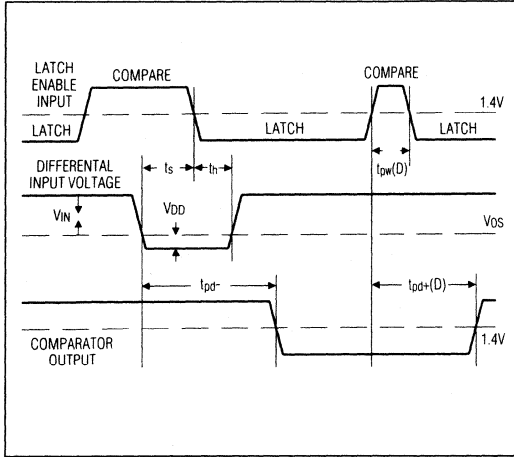 LATCH ENABLE INPUT
COMPARE
COMPARE
1.4V
LATCH
LATCH
LATCH
tpw(D)
DIFFERENTIAL INPUT VOLTAGE
ts
th
VIN
VDD
VOS
tpd-
tpd+(D)
COMPARATOR OUTPUT
1.4V